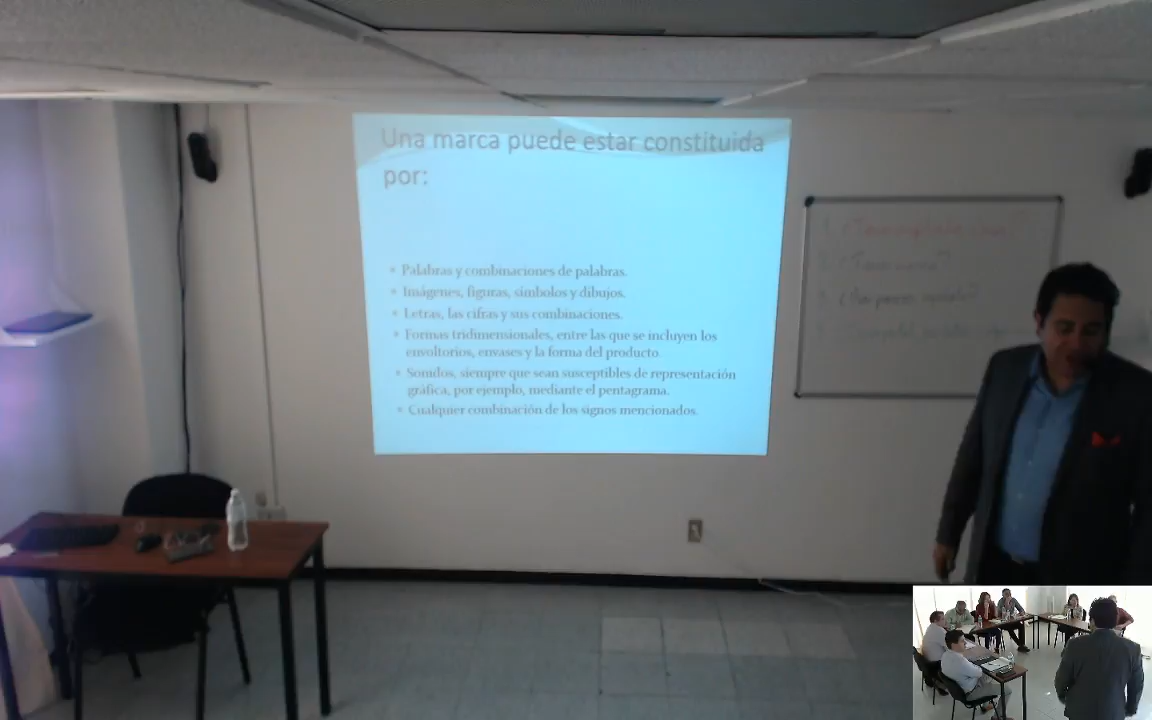 Una marca puede estar constituida
por:
• Palabras y combinaciones de palabras.
• Imágenes, figuras, símbolos y dibujos.
• Letras, las cifras y sus combinaciones.
• Formas tridimensionales, entre las que se incluyen los
envoltorios, envases y la forma del producto
• Sonidos, siempre que sean susceptibles de representación
gráfica, por ejemplo, mediante el pentagrama.
• Cualquier combinación de los signos mencionados.